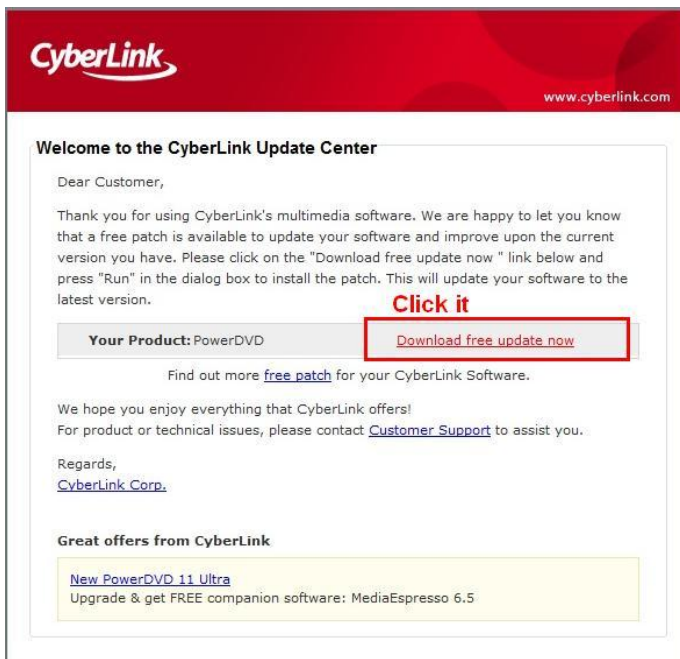 CyberLink
www.cyberlink.com
Welcome to the CyberLink Update Center
Dear Customer,
Thank you for using CyberLink's multimedia software. We are happy to let you know
that a free patch is available to update your software and improve upon the current
version you have. Please click on the "Download free update now " link below and
press "Run" in the dialog box to install the patch. This will update your software to the
latest version.
Click it
Your Product: PowerDVD Download free update now
Find out more free patch for your CyberLink Software.
We hope you enjoy everything that CyberLink offers!
For product or technical issues, please contact Customer Support to assist you.
Regards,
CyberLink Corp.
Great offers from CyberLink
New PowerDVD 11 Ultra
Upgrade & get FREE companion software: MediaEspresso 6.5